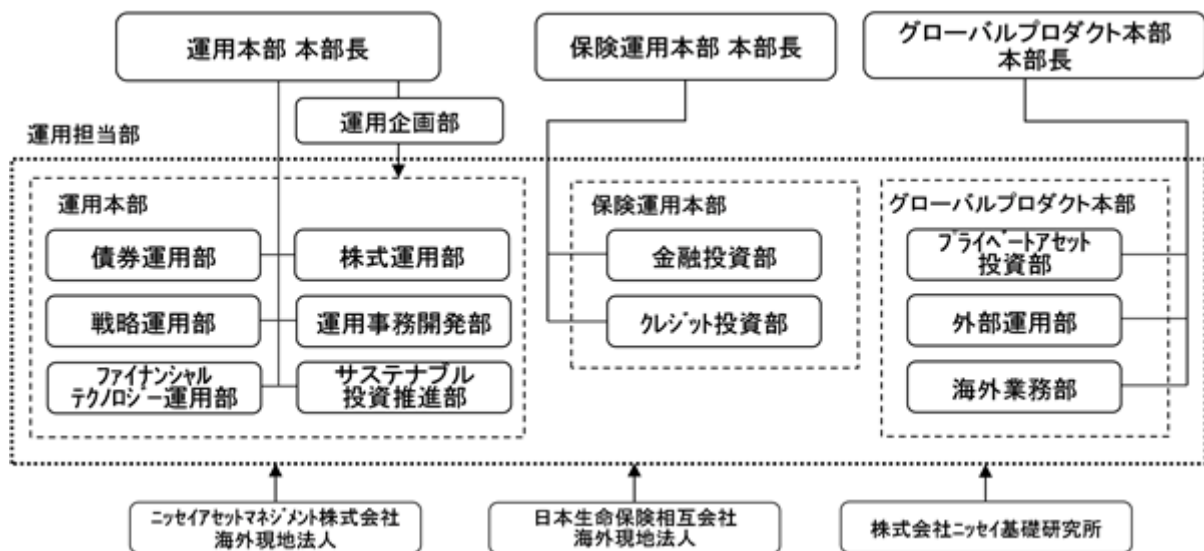 運用本部 本部長
保険運用本部 本部長
グローバルプロダクト本部
本部長
運用企画部
運用担当部
運用本部
債券運用部
株式運用部
戦略運用部
運用事務開発部
ファイナンシャル
テクノロジー運用部
サステナブル
投資推進部
保険運用本部
金融投資部
クレジット投資部
グローバルプロダクト本部
プライベートアセット
投資部
外部運用部
海外業務部
ニッセイアセットマネジメント株式会社
海外現地法人
日本生命保険相互会社
海外現地法人
株式会社ニッセイ基礎研究所